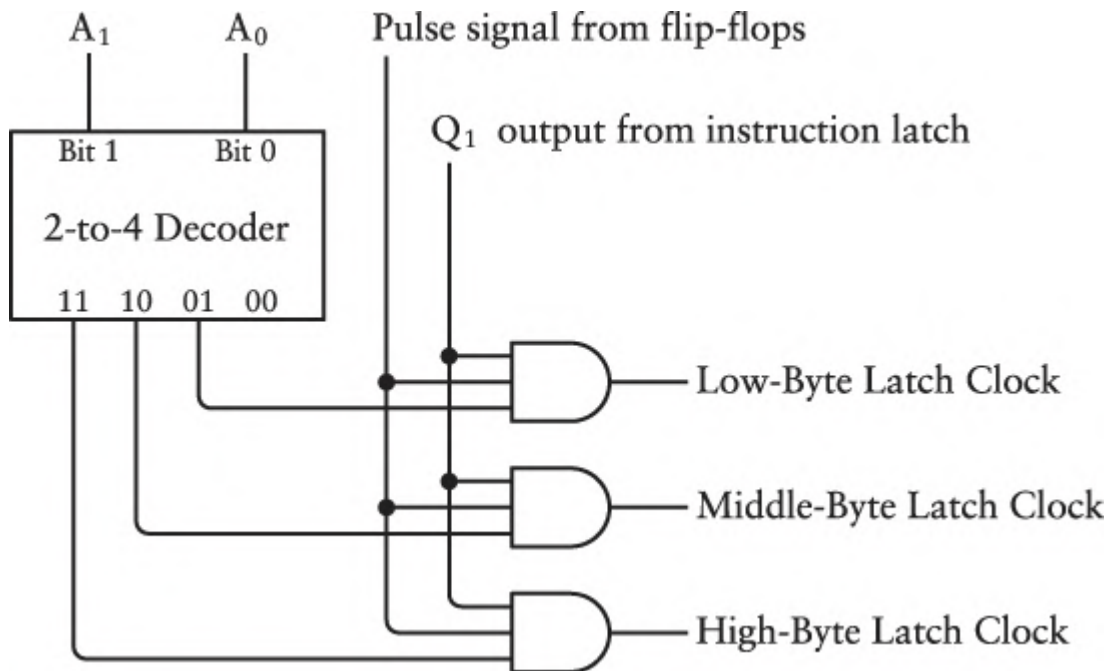 A₁ A₀ Pulse signal from flip-flops
Q₁ output from instruction latch
Bit 1 Bit 0
2-to-4 Decoder
11 10 01 00
Low-Byte Latch Clock
Middle-Byte Latch Clock
High-Byte Latch Clock